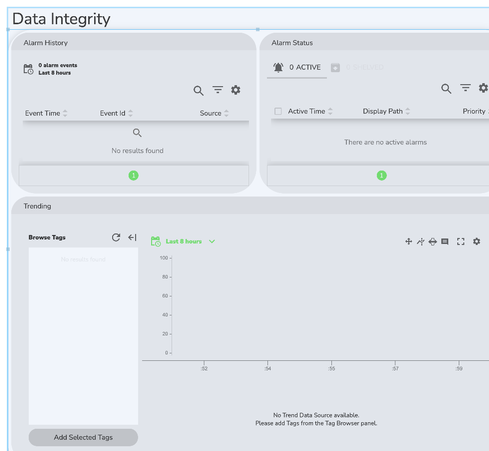 Data Integrity
Alarm History
Alarm Status
0 alarm events
Last 8 hours
0 ACTIVE
Event Time
Event Id
Source
Active Time
Display Path
Priority
No results found
There are no active alarms
1
1
Trending
Browse Tags
Last 8 hours
100
80
60
40
20
0
:52
:54
:55
:57
:59
No Trend Data Source available.
Please add Tags from the Tag Browser panel.
Add Selected Tags